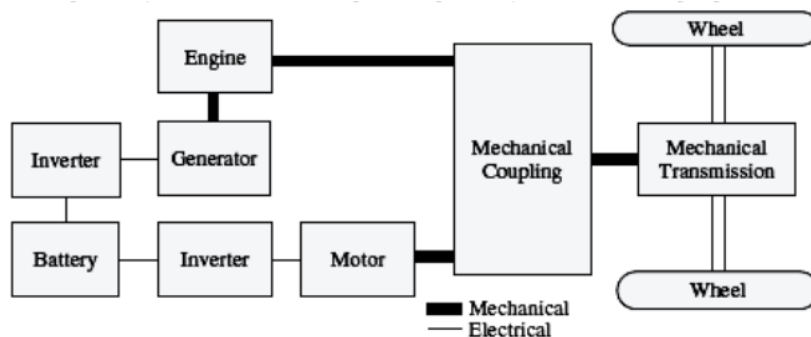 Wheel
Engine
Inverter
Generator
Mechanical
Coupling
Mechanical
Transmission
Battery
Inverter
Motor
Wheel
Mechanical
Electrical